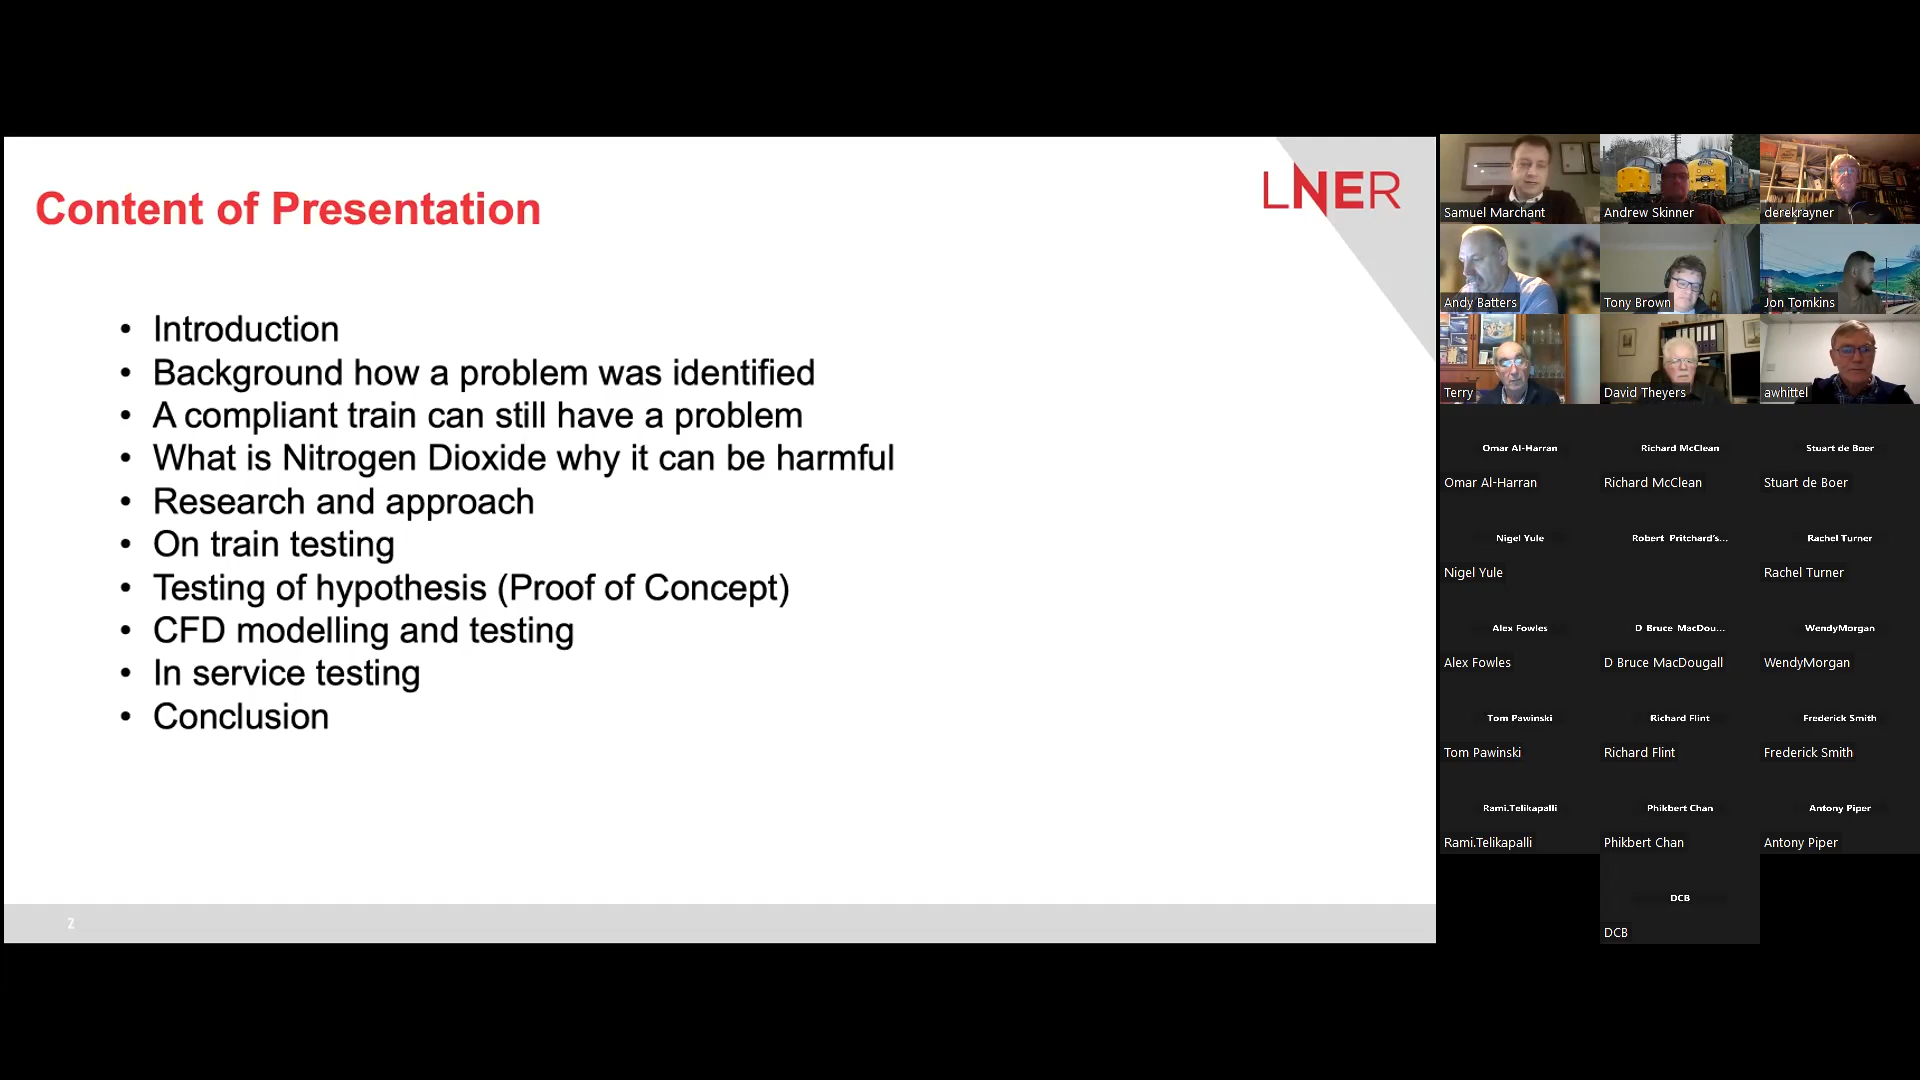 Content of Presentation
LNER
• Introduction
• Background how a problem was identified
• A compliant train can still have a problem
• What is Nitrogen Dioxide why it can be harmful
• Research and approach
• On train testing
• Testing of hypothesis (Proof of Concept)
• CFD modelling and testing
• In service testing
• Conclusion
2
Samuel Marchant
Andrew Skinner
derekrayner
Andy Batters
Tony Brown
Jon Tomkins
Terry
David Theyers
awhittel
Omar Al-Harran
Richard McClean
Stuart de Boer
Omar Al-Harran
Richard McClean
Stuart de Boer
Nigel Yule
Robert Pritchard's...
Rachel Turner
Nigel Yule
Rachel Turner
Alex Fowles
D Bruce MacDou...
WendyMorgan
Alex Fowles
D Bruce MacDougall
WendyMorgan
Tom Pawinski
Richard Flint
Frederick Smith
Tom Pawinski
Richard Flint
Frederick Smith
Rami.Telikapalli
Phikbert Chan
Antony Piper
Rami.Telikapalli
Phikbert Chan
Antony Piper
DCB
DCB